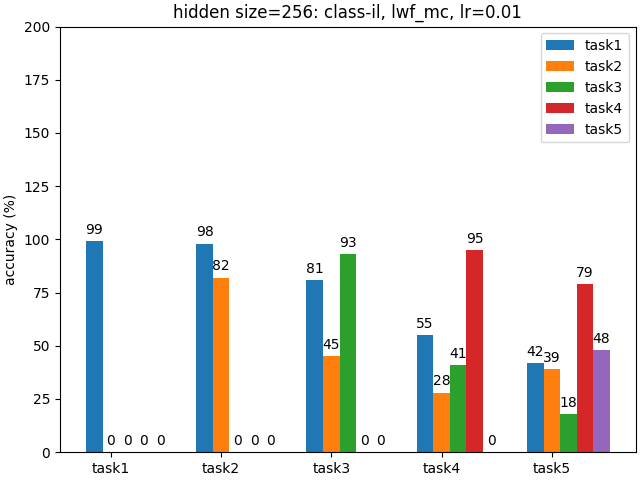 hidden size=256: class-il, lwf_mc, lr=0.01
200
175
150
125
100
75
50
25
0
accuracy (%)
task1
task2
task3
task4
task5
99 0 0 0 0
98 82 0 0 0
81 45 93 0 0
55 28 41 95 0
42 39 18 79 48
task1 task2 task3 task4 task5